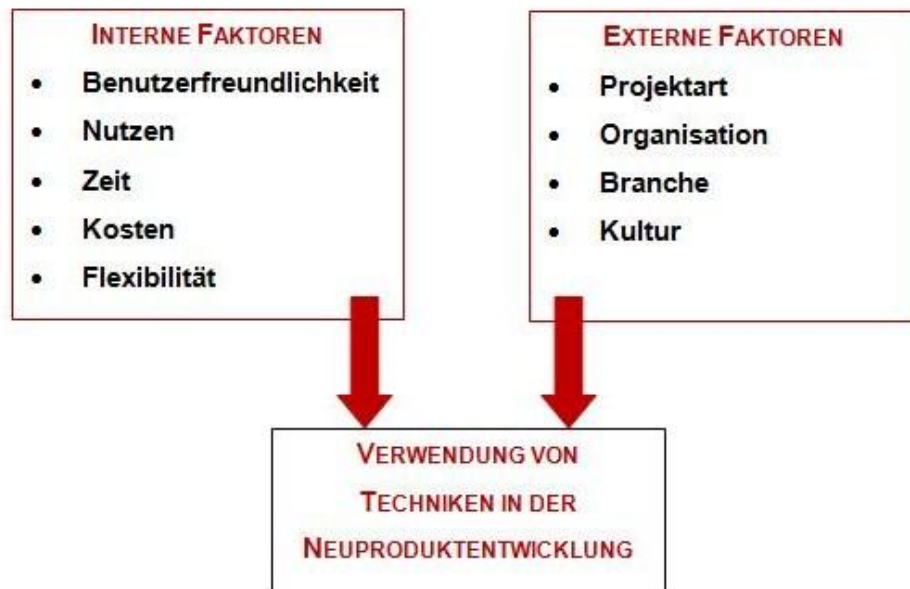 INTERNE FAKTOREN
• Benutzerfreundlichkeit
• Nutzen
• Zeit
• Kosten
• Flexibilität
EXTERNE FAKTOREN
• Projektart
• Organisation
• Branche
• Kultur
VERWENDUNG VON
TECHNIKEN IN DER
NEUPRODUKTENTWICKLUNG